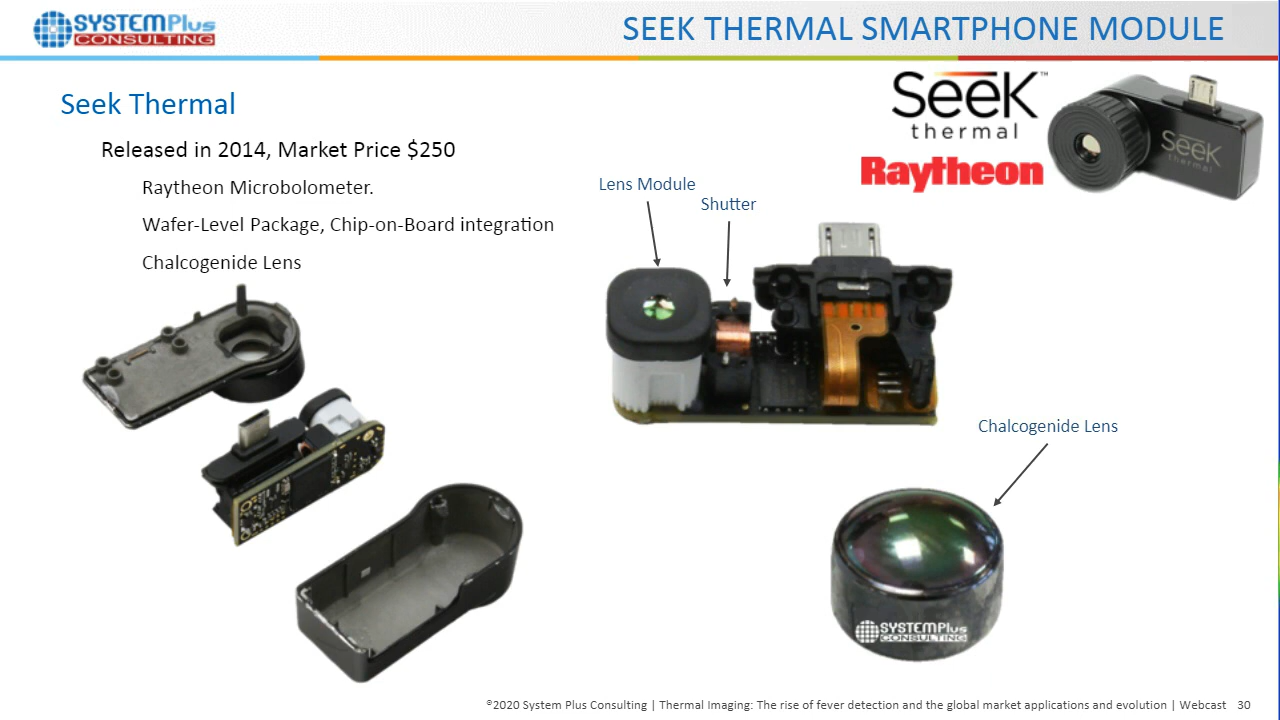 SYSTEMPlus
CONSULTING
SEEK THERMAL SMARTPHONE MODULE
Seek Thermal
Released in 2014, Market Price $250
Raytheon Microbolometer.
Wafer-Level Package, Chip-on-Board integration
Chalcogenide Lens
Seek™
thermal
Raytheon
Seek
thermal
Lens Module
Shutter
Chalcogenide Lens
SYSTEMPlus
CONSULTING
©2020 System Plus Consulting | Thermal Imaging: The rise of fever detection and the global market applications and evolution | Webcast 30